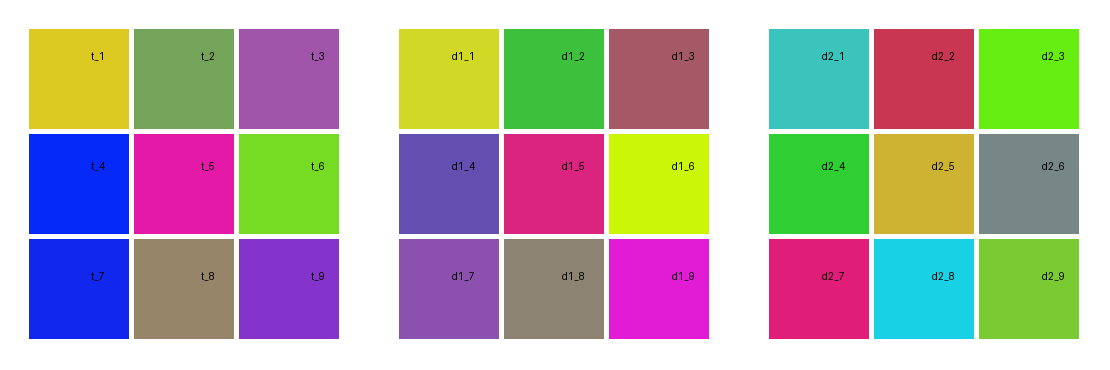 t_1 t_2 t_3 d1_1 d1_2 d1_3 d2_1 d2_2 d2_3
t_4 t_5 t_6 d1_4 d1_5 d1_6 d2_4 d2_5 d2_6
t_7 t_8 t_9 d1_7 d1_8 d1_9 d2_7 d2_8 d2_9